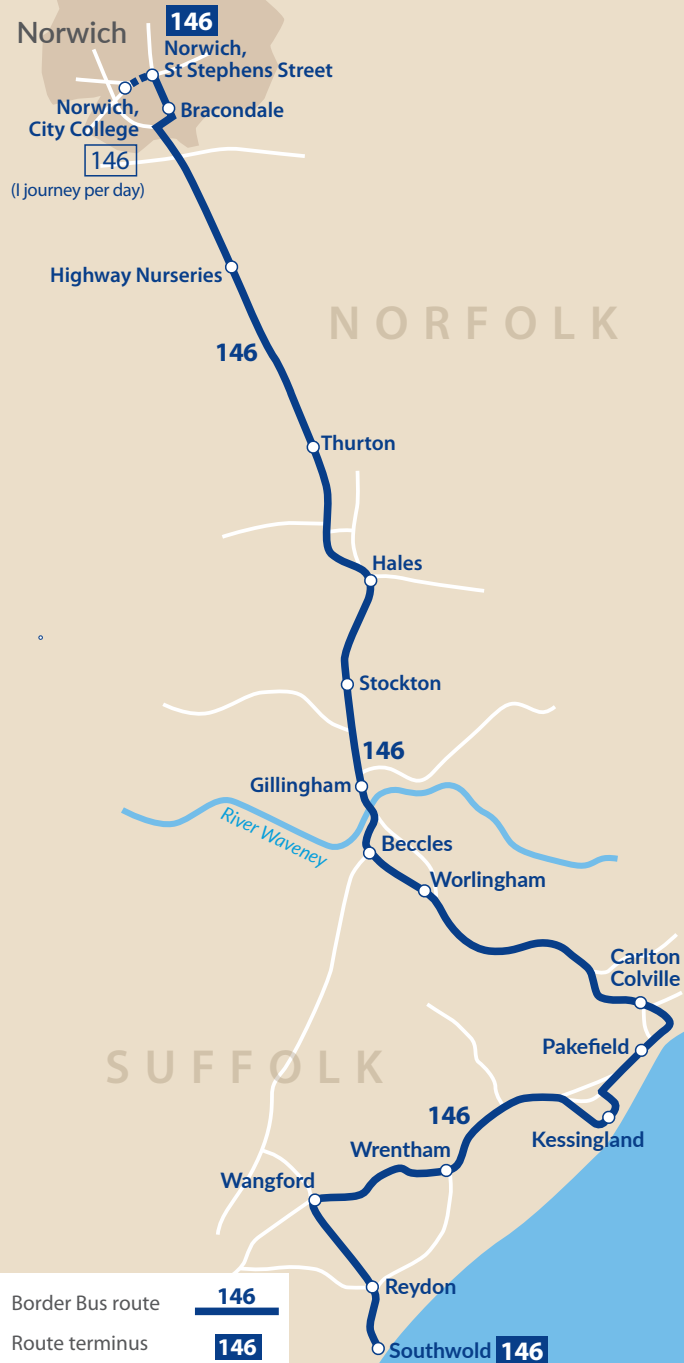 Norwich
146
Norwich,
St Stephens Street
Norwich,
City College
Bracondale
146
(I journey per day)
Highway Nurseries
NORFOLK
146
Thurton
Hales
Stockton
146
Gillingham
River Waveney
Beccles
Worlingham
Carlton
Colville
Pakefield
SUFFOLK
146
Kessingland
Wrentham
Wangford
Reydon
Southwold 146
Border Bus route 146
Route terminus 146